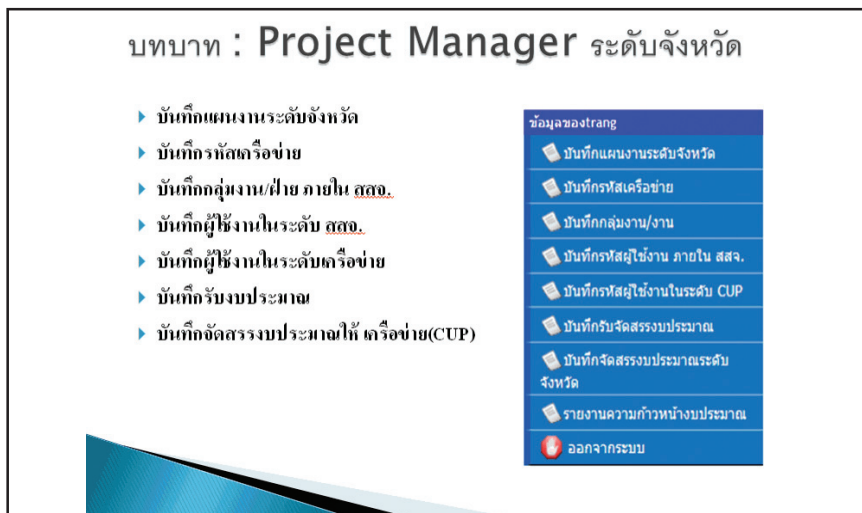 บทบาท : Project Manager ระดับจังหวัด
บันทึกแผนงานระดับจังหวัด
บันทึกรหัสเครือข่าย
บันทึกกลุ่มงาน/ฝ่าย ภายใน สสจ.
บันทึกผู้ใช้งานในระดับ สสจ.
บันทึกผู้ใช้งานในระดับเครือข่าย
บันทึกรับงบประมาณ
บันทึกจัดสรรงบประมาณให้ เครือข่าย(CUP)
ข้อมูลของtrang
บันทึกแผนงานระดับจังหวัด
บันทึกรหัสเครือข่าย
บันทึกกลุ่มงาน/งาน
บันทึกรหัสผู้ใช้งาน ภายใน สสจ.
บันทึกรหัสผู้ใช้งานในระดับ CUP
บันทึกรับจัดสรรงบประมาณ
บันทึกจัดสรรงบประมาณระดับ
จังหวัด
รายงานความก้าวหน้างบประมาณ
ออกจากระบบ